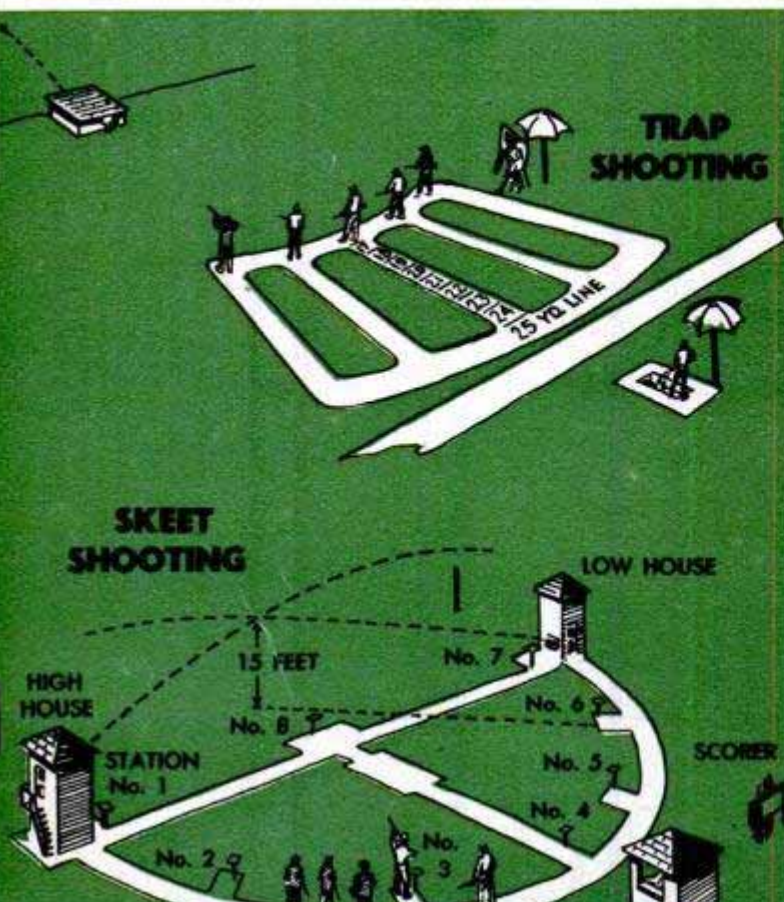 TRAP
SHOOTING
24
25 YD. LINE
SKEET
SHOOTING
LOW HOUSE
15 FEET
No. 7
HIGH
HOUSE
No. 6
No. 8
STATION
No. 1
No. 5
SCORER
No. 4
No. 2
No.
3